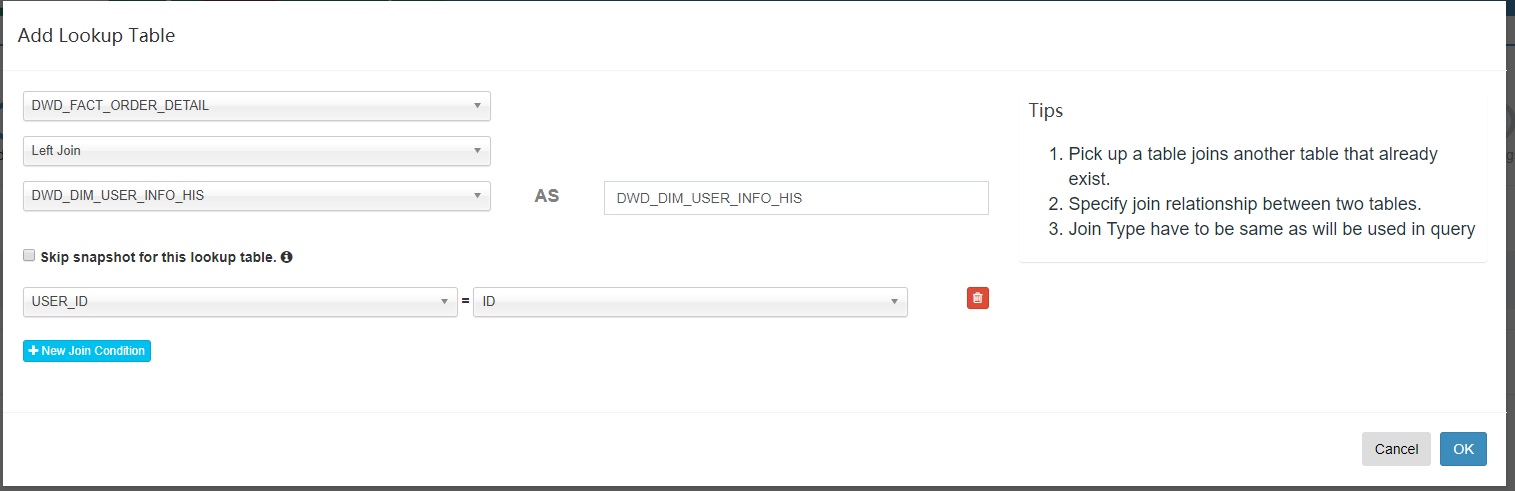 Add Lookup Table
DWD_FACT_ORDER_DETAIL
Left Join
DWD_DIM_USER_INFO_HIS
AS
DWD_DIM_USER_INFO_HIS
Skip snapshot for this lookup table.
USER_ID
=
ID
New Join Condition
Tips
1. Pick up a table joins another table that already
exist.
2. Specify join relationship between two tables.
3. Join Type have to be same as will be used in query
Cancel
OK